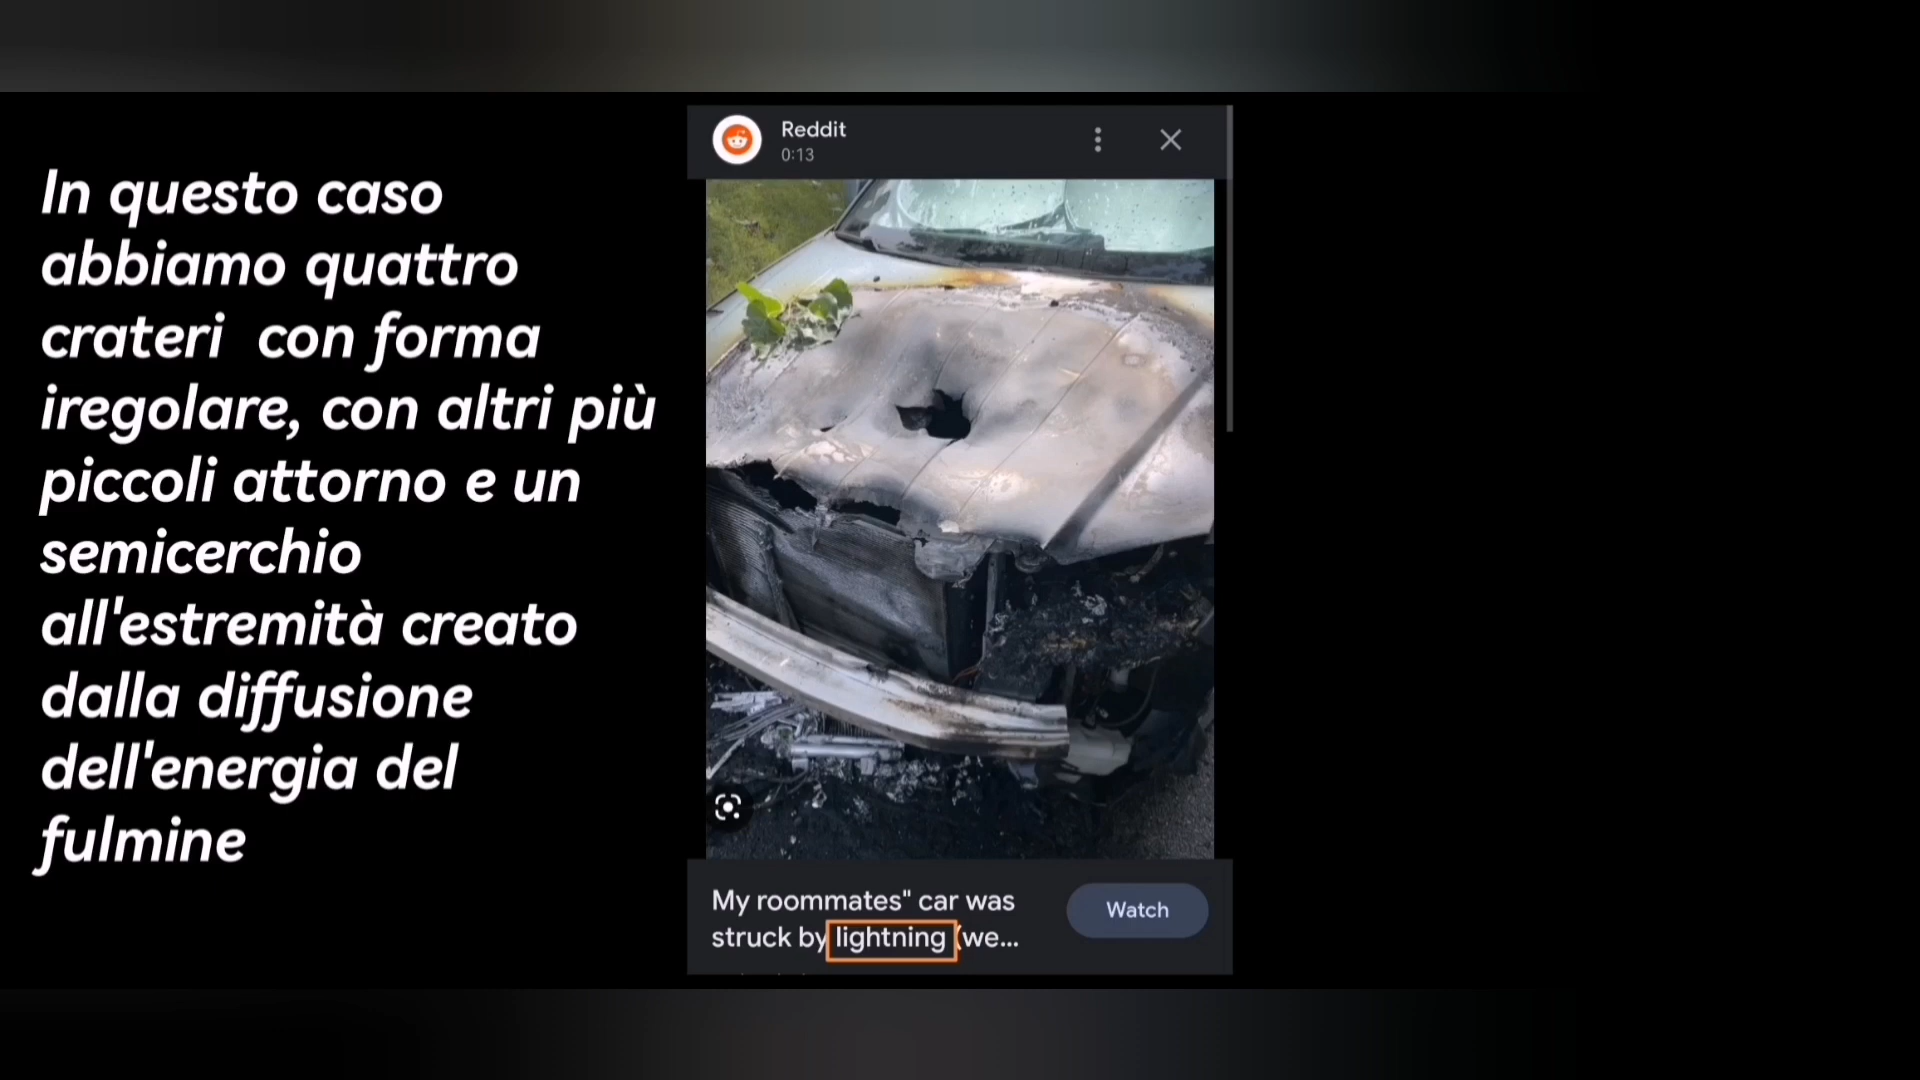 In questo caso
abbiamo quattro
crateri  con forma
iregolare, con altri più
piccoli attorno e un
semicerchio
all'estremità creato
dalla diffusione
dell'energia del
fulmine
Reddit
0:13
My roommates" car was
struck by lightning (we...
Watch